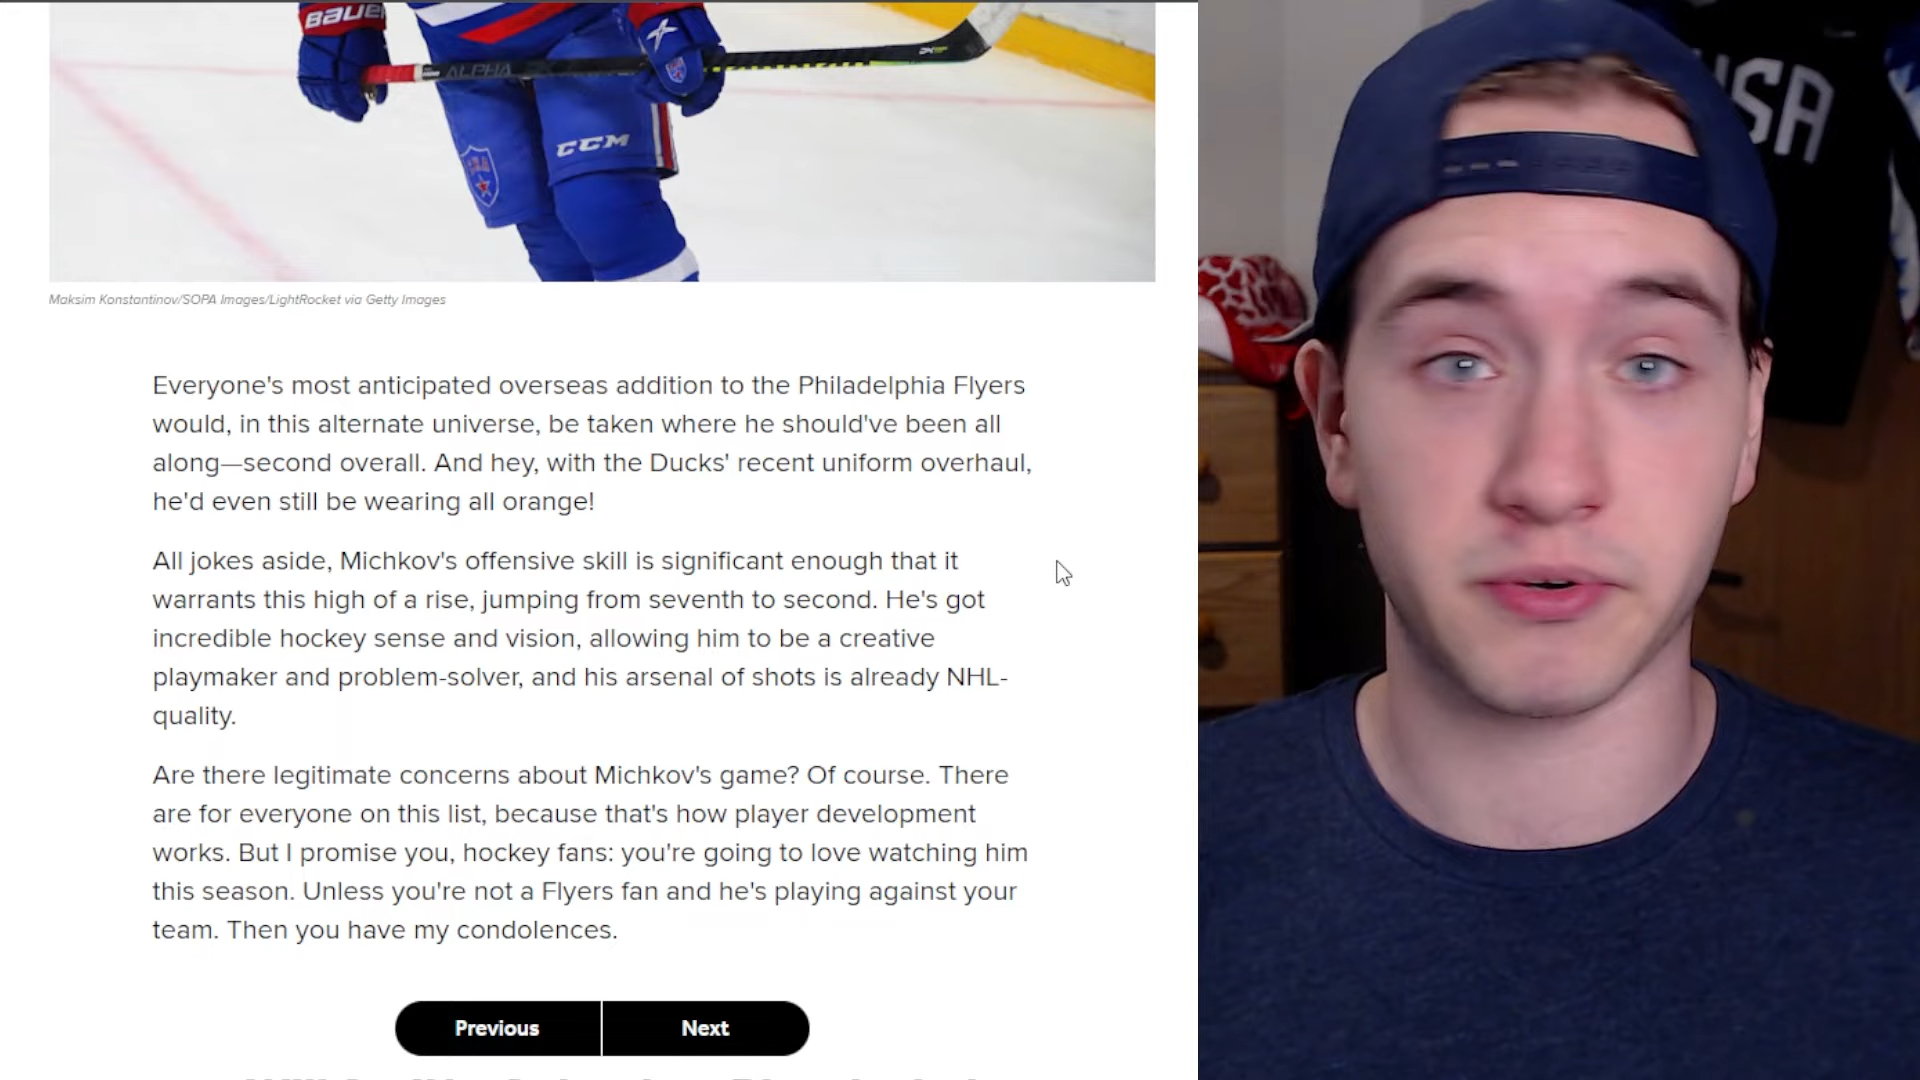 BAUER
ALPHA
CCM
USA
Maksim Konstantinov/SOPA Images/LightRocket via Getty Images
Everyone's most anticipated overseas addition to the Philadelphia Flyers
would, in this alternate universe, be taken where he should've been all
along—second overall. And hey, with the Ducks' recent uniform overhaul,
he'd even still be wearing all orange!
All jokes aside, Michkov's offensive skill is significant enough that it
warrants this high of a rise, jumping from seventh to second. He's got
incredible hockey sense and vision, allowing him to be a creative
playmaker and problem-solver, and his arsenal of shots is already NHL-
quality.
Are there legitimate concerns about Michkov's game? Of course. There
are for everyone on this list, because that's how player development
works. But I promise you, hockey fans: you're going to love watching him
this season. Unless you're not a Flyers fan and he's playing against your
team. Then you have my condolences.
Previous
Next